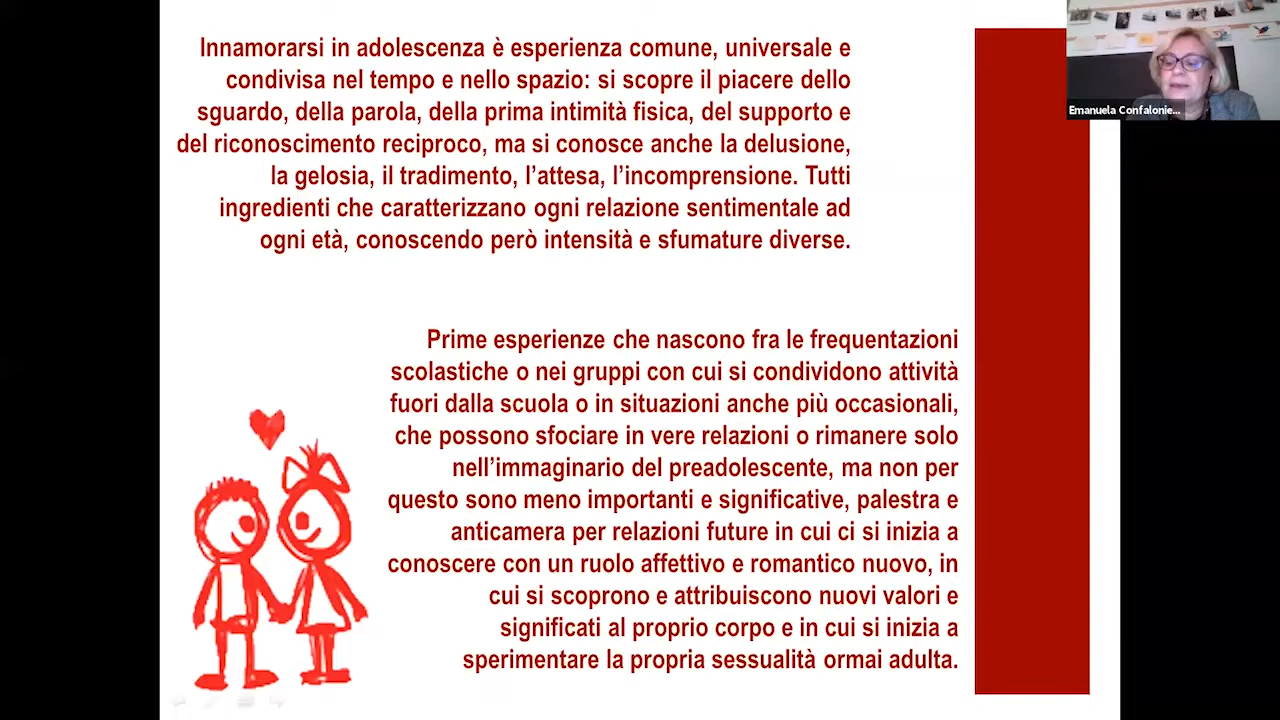 Innamorarsi in adolescenza è esperienza comune, universale e
condivisa nel tempo e nello spazio: si scopre il piacere dello
sguardo, della parola, della prima intimità fisica, del supporto e
del riconoscimento reciproco, ma si conosce anche la delusione,
la gelosia, il tradimento, l’attesa, l’incomprensione. Tutti
ingredienti che caratterizzano ogni relazione sentimentale ad
ogni età, conoscendo però intensità e sfumature diverse.
Emanuela Confalonie...
Prime esperienze che nascono fra le frequentazioni
scolastiche o nei gruppi con cui si condividono attività
fuori dalla scuola o in situazioni anche più occasionali,
che possono sfociare in vere relazioni o rimanere solo
nell’immaginario del preadolescente, ma non per
questo sono meno importanti e significative, palestra e
anticamera per relazioni future in cui ci si inizia a
conoscere con un ruolo affettivo e romantico nuovo, in
cui si scoprono e attribuiscono nuovi valori e
significati al proprio corpo e in cui si inizia a
sperimentare la propria sessualità ormai adulta.